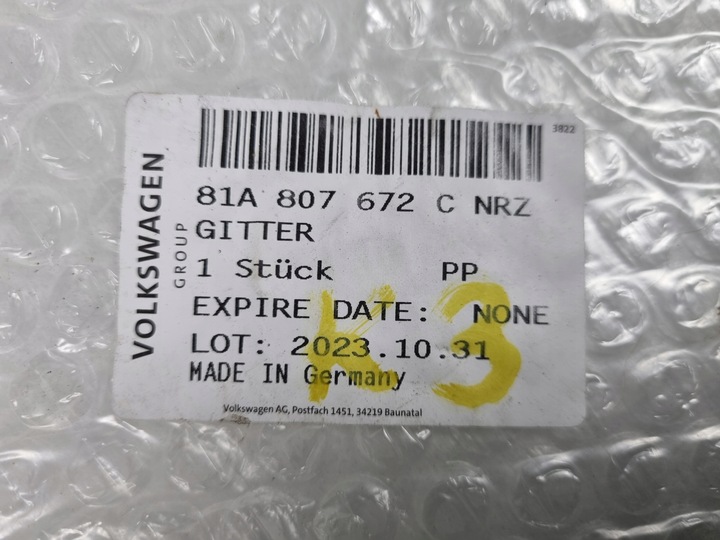 VOLKSWAGEN
GROUP
3822
81A 807 672 C NRZ
GITTER
1 Stück PP
EXPIRE DATE: NONE
LOT: 2023.10.31
MADE IN Germany
K3
Volkswagen AG, Postfach 1451, 34219 Baunatal